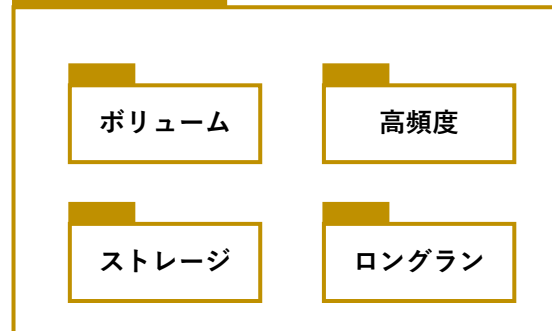 ボリューム
高頻度
ストレージ
ロングラン